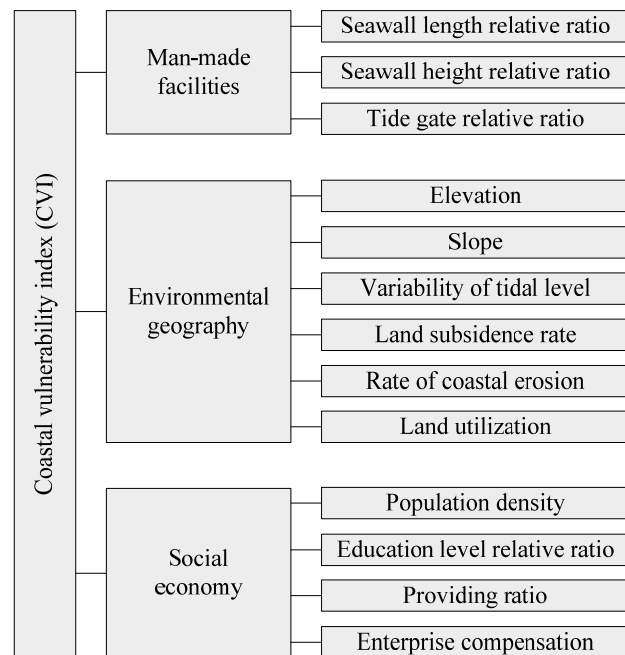 Coastal vulnerability index (CVI)
Man-made
facilities
Seawall length relative ratio
Seawall height relative ratio
Tide gate relative ratio
Environmental
geography
Elevation
Slope
Variability of tidal level
Land subsidence rate
Rate of coastal erosion
Land utilization
Social
economy
Population density
Education level relative ratio
Providing ratio
Enterprise compensation